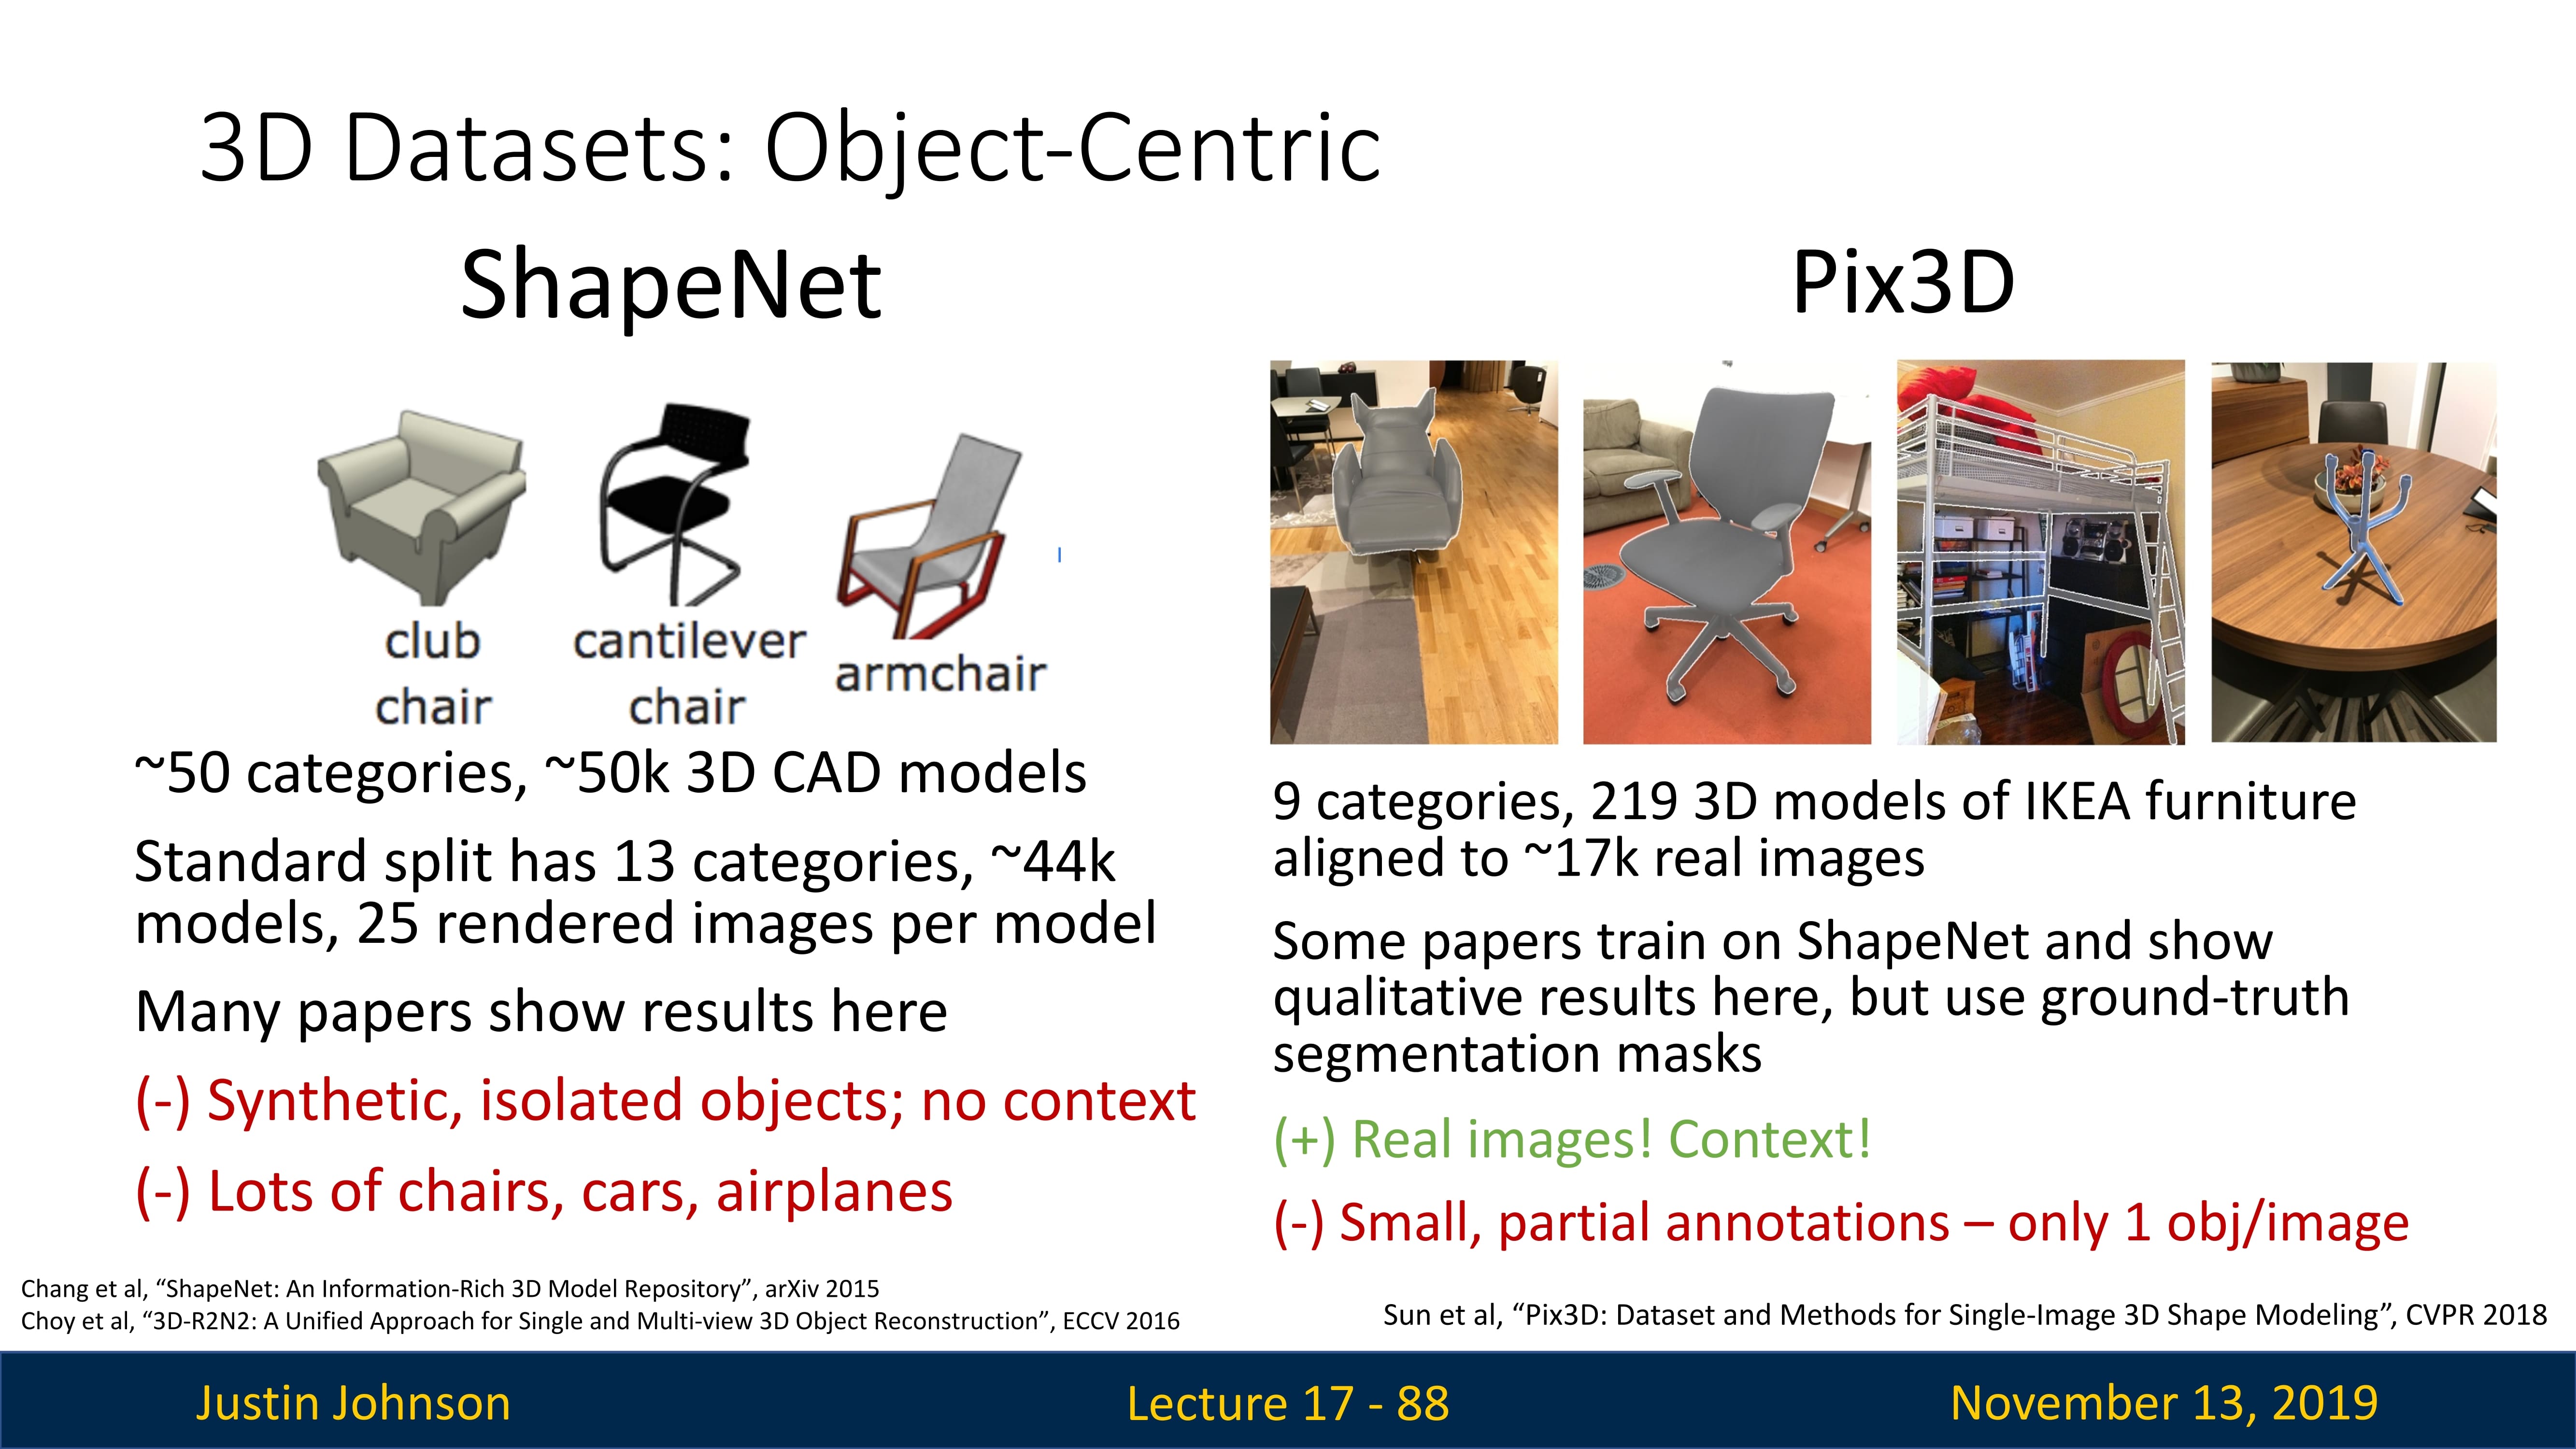 3D Datasets: Object-Centric
ShapeNet
club
chair
cantilever
chair
armchair
~50 categories, ~50k 3D CAD models
Standard split has 13 categories, ~44k
models, 25 rendered images per model
Many papers show results here
(-) Synthetic, isolated objects; no context
(-) Lots of chairs, cars, airplanes
Chang et al, “ShapeNet: An Information-Rich 3D Model Repository”, arXiv 2015
Choy et al, “3D-R2N2: A Unified Approach for Single and Multi-view 3D Object Reconstruction”, ECCV 2016
Pix3D
9 categories, 219 3D models of IKEA furniture
aligned to ~17k real images
Some papers train on ShapeNet and show
qualitative results here, but use ground-truth
segmentation masks
(+) Real images! Context!
(-) Small, partial annotations – only 1 obj/image
Sun et al, “Pix3D: Dataset and Methods for Single-Image 3D Shape Modeling”, CVPR 2018
Justin Johnson
Lecture 17 - 88
November 13, 2019